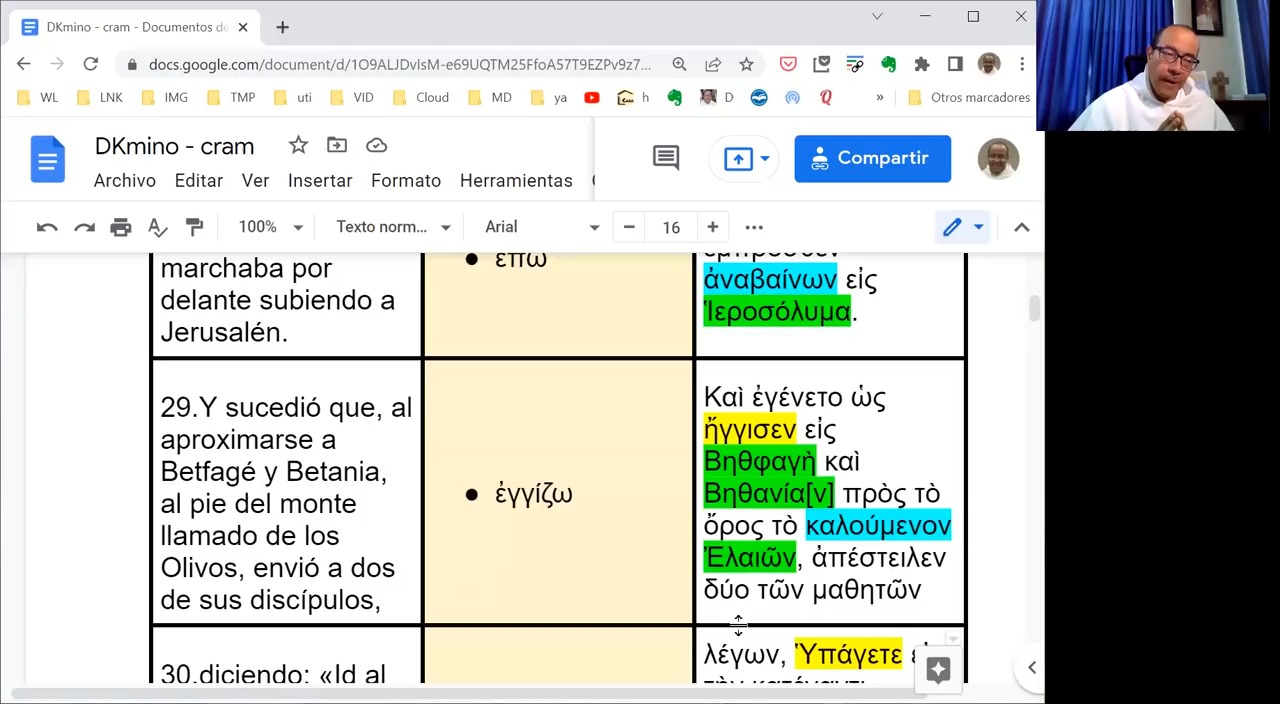 DKmino - cram - Documentos de
docs.google.com/document/d/1O9ALJDvIsM-e69UQTM25FfoA57T9EZPv9z7...
WL LNK IMG TMP uti VID Cloud MD ya h D » Otros marcadores
DKmino - cram
Archivo Editar Ver Insertar Formato Herramientas
Compartir
100% Texto norm... Arial 16
marchaba por
delante subiendo a
Jerusalén.
● ἕπω
ἔμπροσθεν
ἀναβαίνων εἰς
Ἱεροσόλυμα.
29.Y sucedió que, al
aproximarse a
Betfagé y Betania,
al pie del monte
llamado de los
Olivos, envió a dos
de sus discípulos,
● ἐγγίζω
Καὶ ἐγένετο ὡς
ἤγγισεν εἰς
Βηθφαγὴ καὶ
Βηθανία[ν] πρὸς τὸ
ὄρος τὸ καλούμενον
Ἐλαιῶν, ἀπέστειλεν
δύο τῶν μαθητῶν
30.diciendo: «Id al
λέγων, Ὑπάγετε